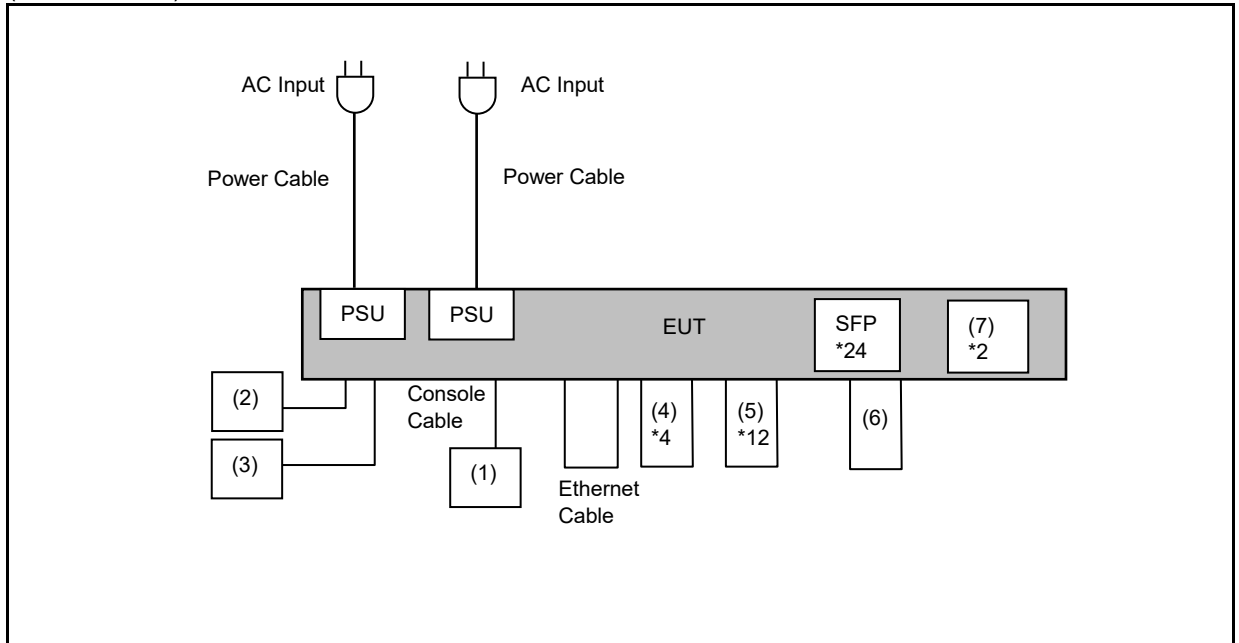 AC Input
AC Input
Power Cable
Power Cable
PSU
PSU
EUT
SFP
*24
(7)
*2
(2)
Console
Cable
(4)
*4
(5)
*12
(6)
(3)
(1)
Ethernet
Cable